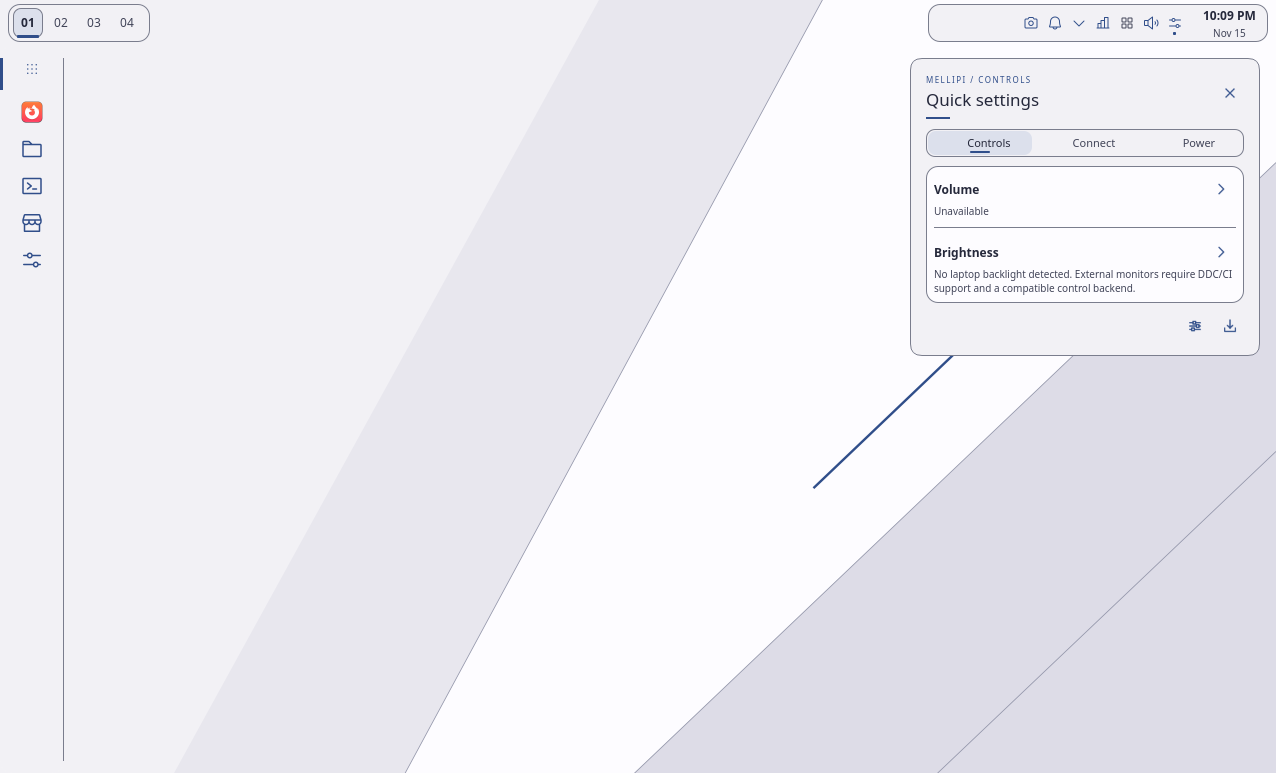 01 02 03 04
10:09 PM
Nov 15
MELLIPI / CONTROLS
Quick settings
Controls Connect Power
Volume
Unavailable
Brightness
No laptop backlight detected. External monitors require DDC/CI
support and a compatible control backend.